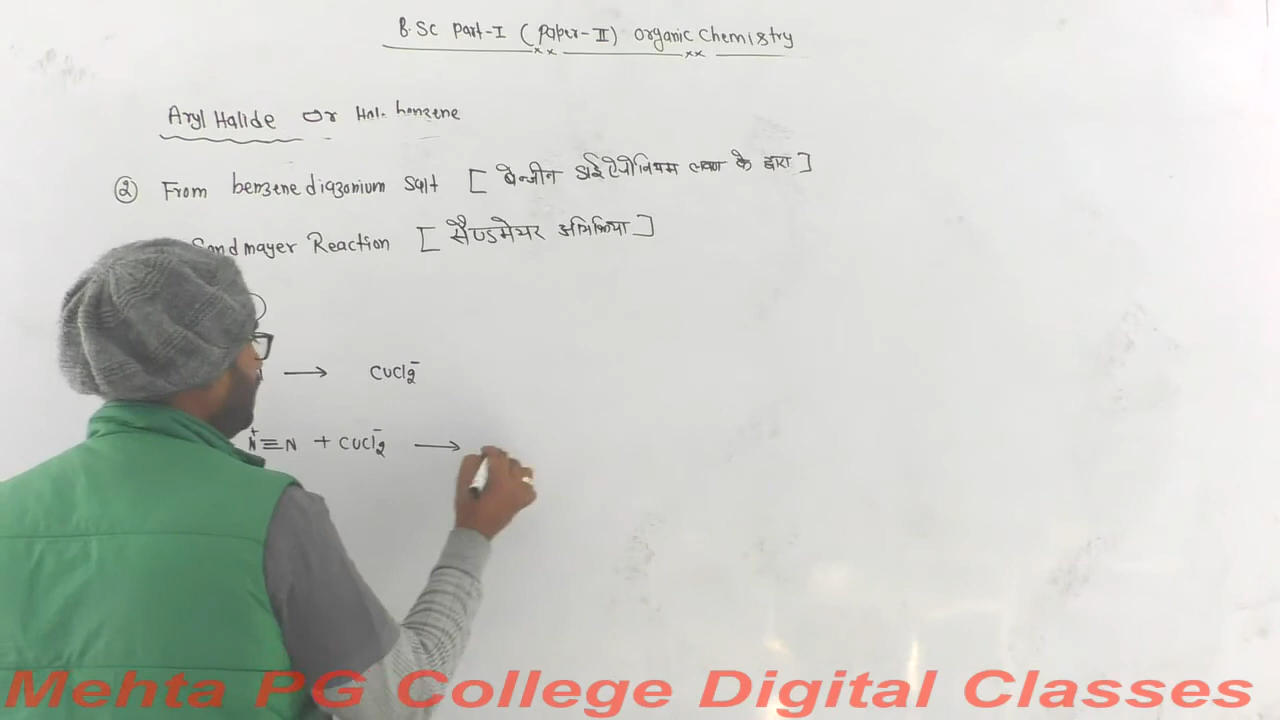 B.Sc Part-I (Paper-II) Organic Chemistry
Aryl Halide Or Halo benzene
② From benzene diazonium Salt [ बेन्जीन डाईऐजोनियम लवण के द्वारा ]
Sandmayer Reaction [ सैण्डमेयर अभिक्रिया ]
⟶ CuCl₂⁻
N⁺≡N + CuCl₂⁻ ⟶
Mehta PG College Digital Classes